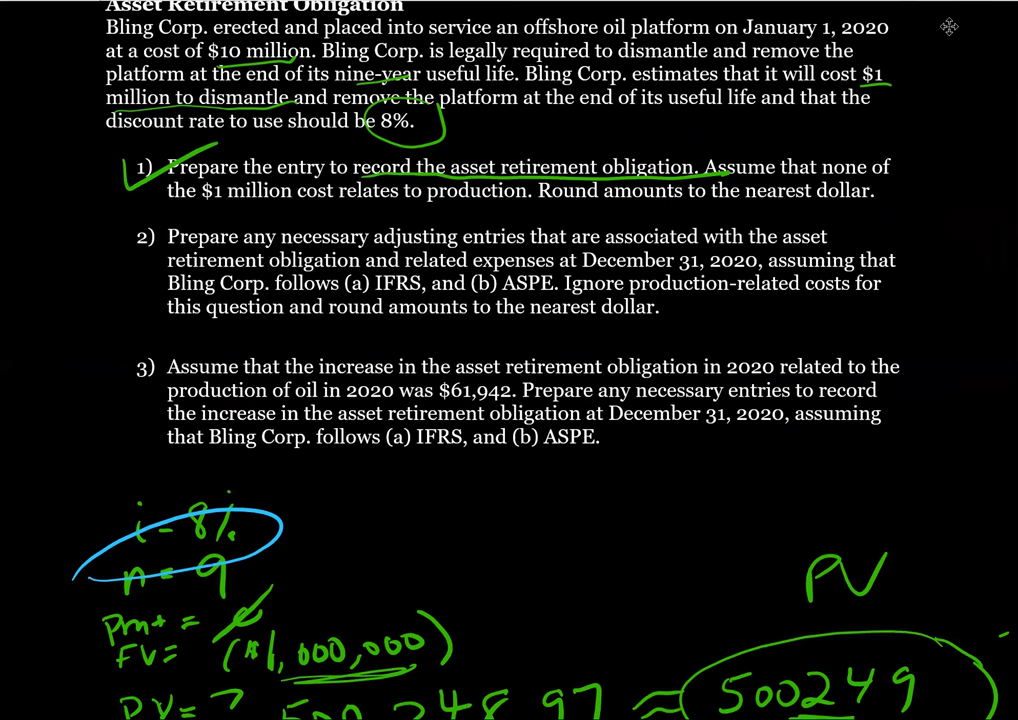 Asset Retirement Obligation
Bling Corp. erected and placed into service an offshore oil platform on January 1, 2020
at a cost of $10 million. Bling Corp. is legally required to dismantle and remove the
platform at the end of its nine-year useful life. Bling Corp. estimates that it will cost $1
million to dismantle and remove the platform at the end of its useful life and that the
discount rate to use should be 8%.
1) Prepare the entry to record the asset retirement obligation. Assume that none of
the $1 million cost relates to production. Round amounts to the nearest dollar.
2) Prepare any necessary adjusting entries that are associated with the asset
retirement obligation and related expenses at December 31, 2020, assuming that
Bling Corp. follows (a) IFRS, and (b) ASPE. Ignore production-related costs for
this question and round amounts to the nearest dollar.
3) Assume that the increase in the asset retirement obligation in 2020 related to the
production of oil in 2020 was $61,942. Prepare any necessary entries to record
the increase in the asset retirement obligation at December 31, 2020, assuming
that Bling Corp. follows (a) IFRS, and (b) ASPE.
i = 8%
n = 9
PV
Pmt = 0
FV = ($1,000,000)
PV = ? 500,248.97 ≈ 500249